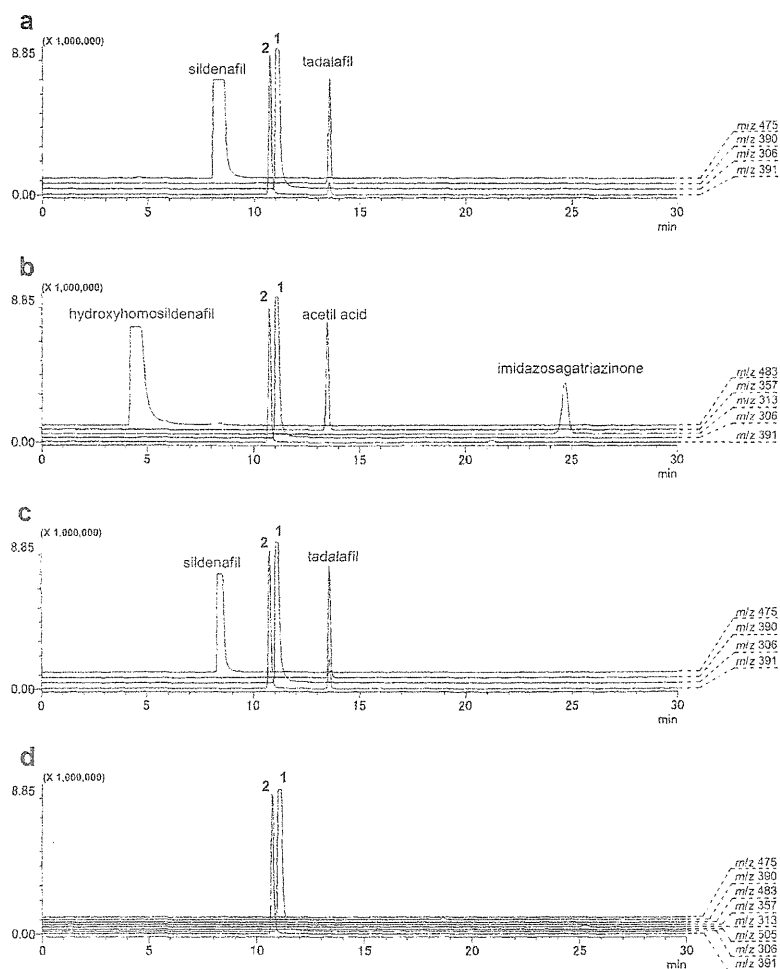 a
(X 1,000,000)
8.85
sildenafil
2
1
tadalafil
m/z 475
m/z 390
m/z 306
m/z 391
0.00
0 5 10 15 20 25 30
min
b
(X 1,000,000)
8.85
hydroxyhomosildenafil
2
1
acetil acid
imidazosagatriazinone
m/z 483
m/z 357
m/z 313
m/z 306
m/z 391
0.00
0 5 10 15 20 25 30
min
c
(X 1,000,000)
8.85
sildenafil
2
1
tadalafil
m/z 475
m/z 390
m/z 306
m/z 391
0.00
0 5 10 15 20 25 30
min
d
(X 1,000,000)
8.85
2
1
m/z 475
m/z 390
m/z 483
m/z 357
m/z 313
m/z 505
m/z 306
m/z 391
0.00
0 5 10 15 20 25 30
min